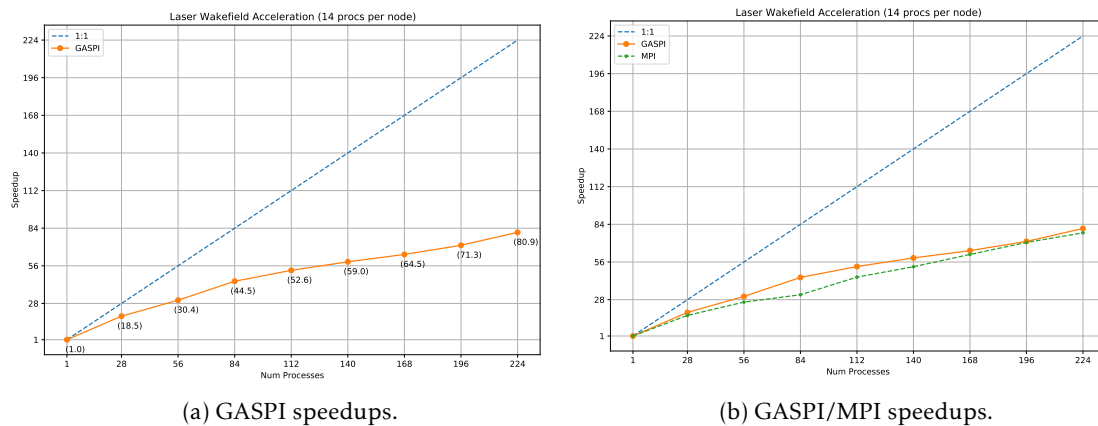 Laser Wakefield Acceleration (14 procs per node)
1:1
GASPI
224
196
168
140
112
84
56
28
1
Speedup
(1.0)
(18.5)
(30.4)
(44.5)
(52.6)
(59.0)
(64.5)
(71.3)
(80.9)
1 28 56 84 112 140 168 196 224
Num Processes
(a) GASPI speedups.
Laser Wakefield Acceleration (14 procs per node)
1:1
GASPI
MPI
224
196
168
140
112
84
56
28
1
Speedup
1 28 56 84 112 140 168 196 224
Num Processes
(b) GASPI/MPI speedups.